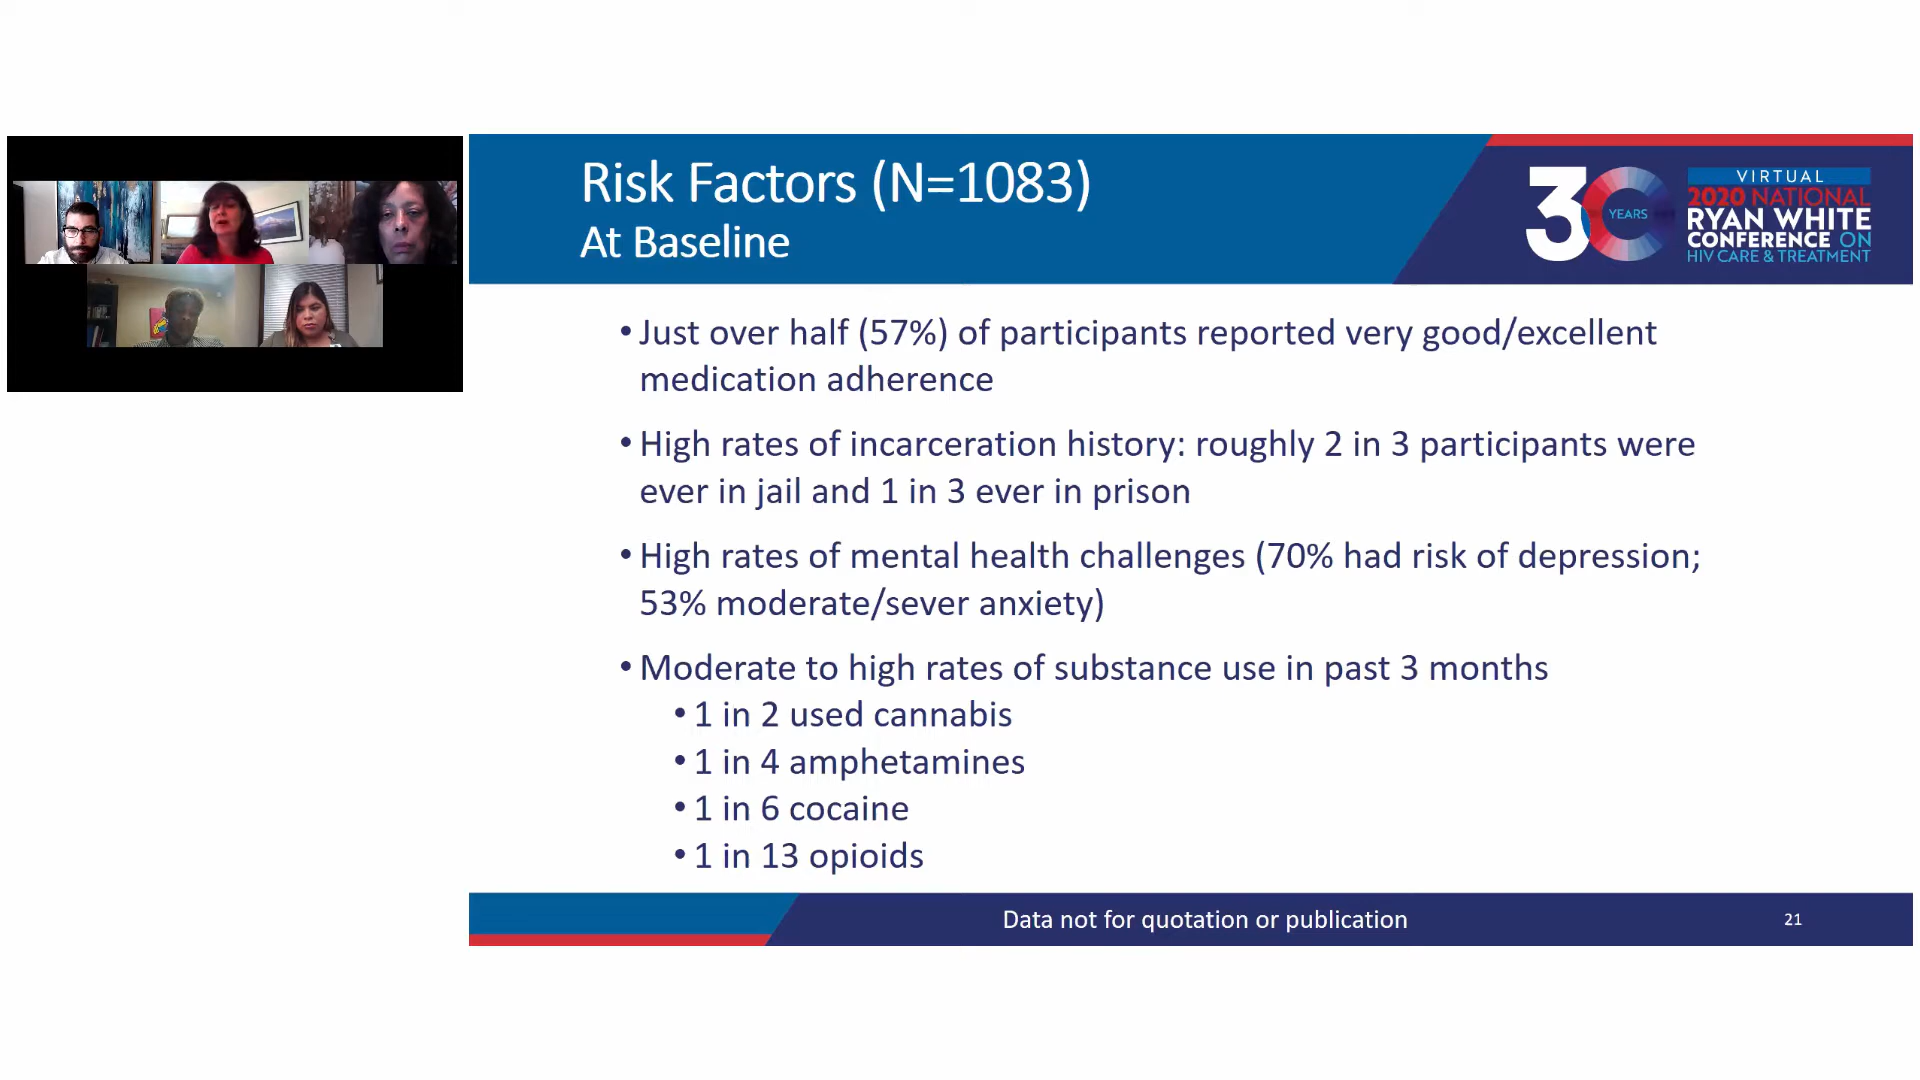 Risk Factors (N=1083)
At Baseline
30
YEARS
VIRTUAL
2020 NATIONAL
RYAN WHITE
CONFERENCE ON
HIV CARE & TREATMENT
• Just over half (57%) of participants reported very good/excellent
medication adherence
• High rates of incarceration history: roughly 2 in 3 participants were
ever in jail and 1 in 3 ever in prison
• High rates of mental health challenges (70% had risk of depression;
53% moderate/sever anxiety)
• Moderate to high rates of substance use in past 3 months
• 1 in 2 used cannabis
• 1 in 4 amphetamines
• 1 in 6 cocaine
• 1 in 13 opioids
Data not for quotation or publication
21